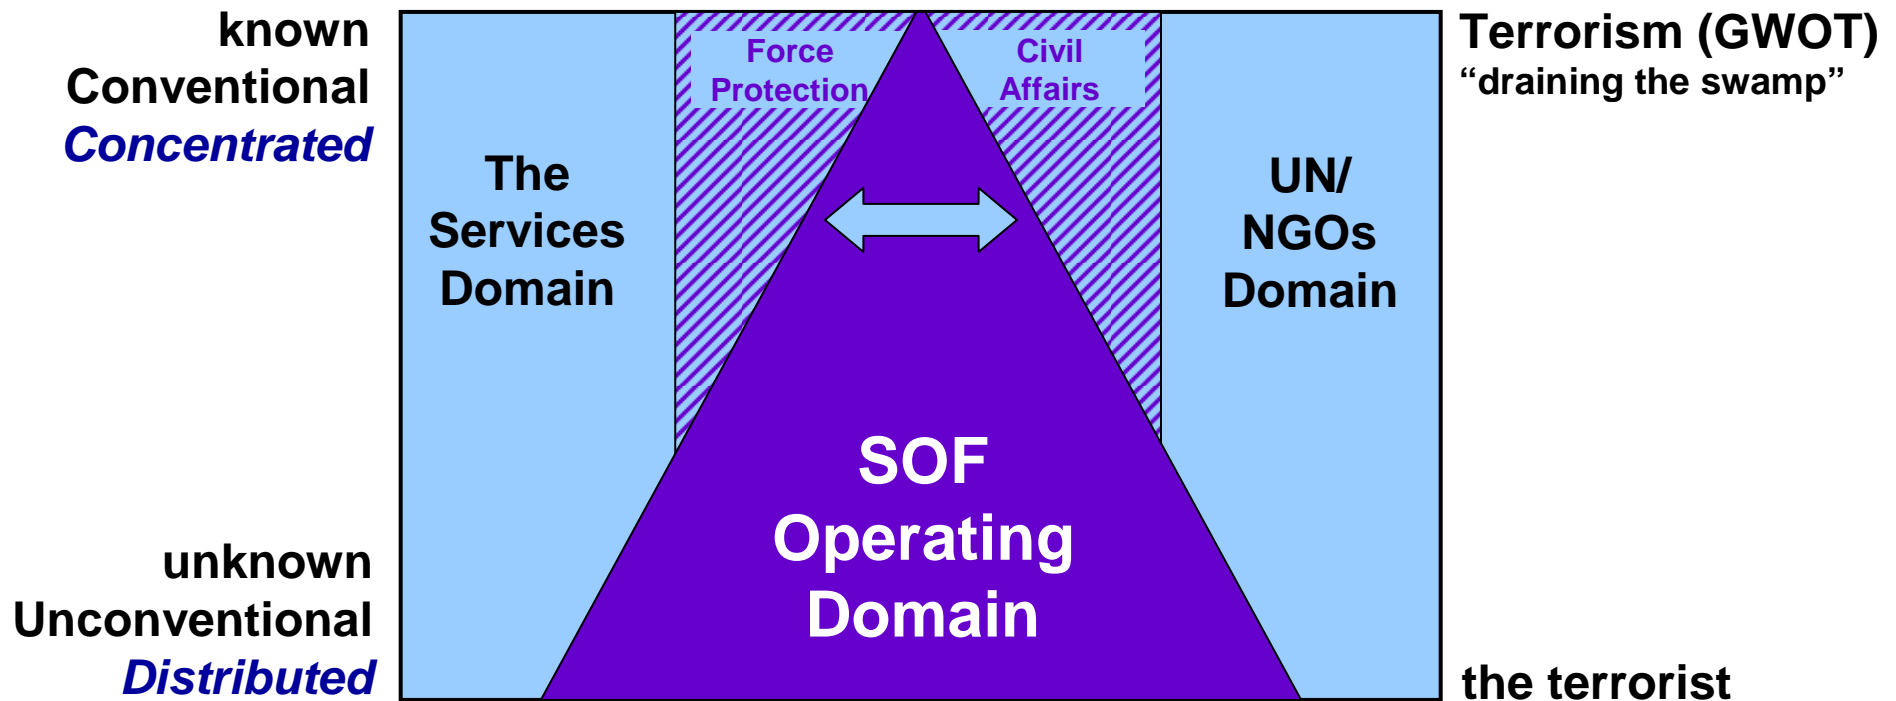 known
Conventional
Concentrated
Force
Protection
Civil
Affairs
Terrorism (GWOT)
“draining the swamp”
The
Services
Domain
UN/
NGOs
Domain
SOF
Operating
Domain
unknown
Unconventional
Distributed
the terrorist